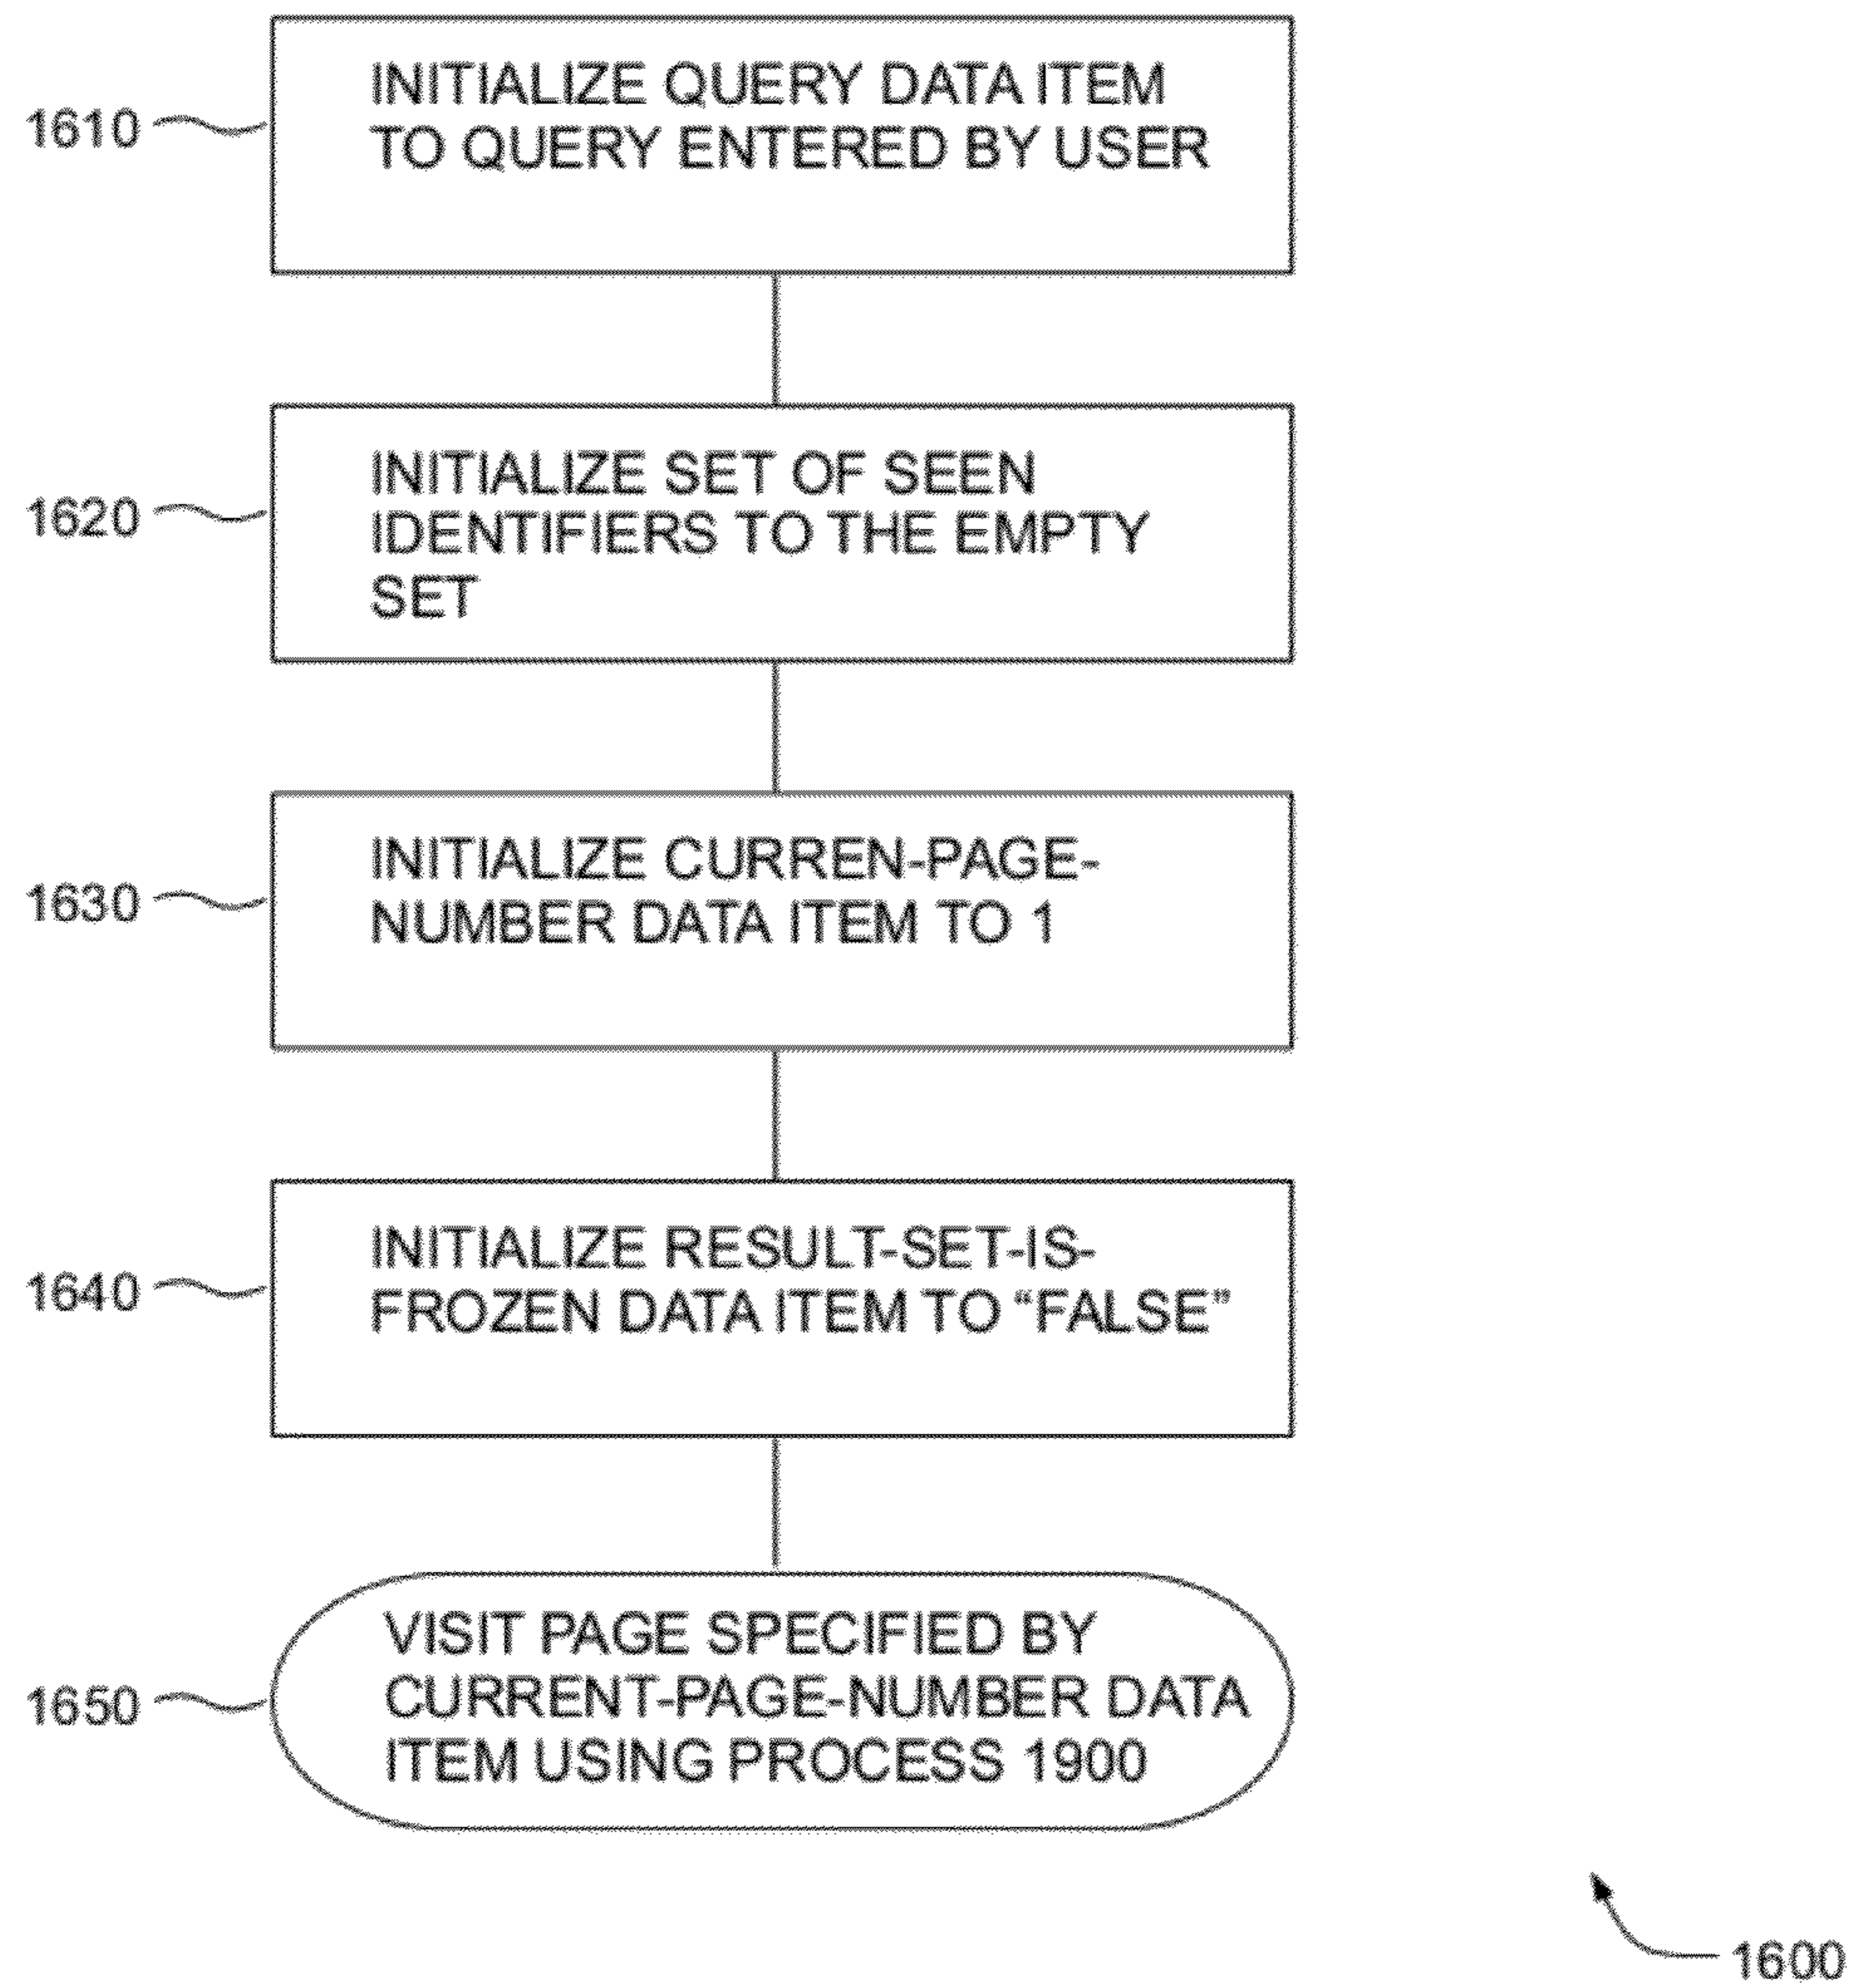 1610
INITIALIZE QUERY DATA ITEM
TO QUERY ENTERED BY USER
1620
INITIALIZE SET OF SEEN
IDENTIFIERS TO THE EMPTY
SET
1630
INITIALIZE CURREN-PAGE-
NUMBER DATA ITEM TO 1
1640
INITIALIZE RESULT-SET-IS-
FROZEN DATA ITEM TO “FALSE”
1650
VISIT PAGE SPECIFIED BY
CURRENT-PAGE-NUMBER DATA
ITEM USING PROCESS 1900
1600